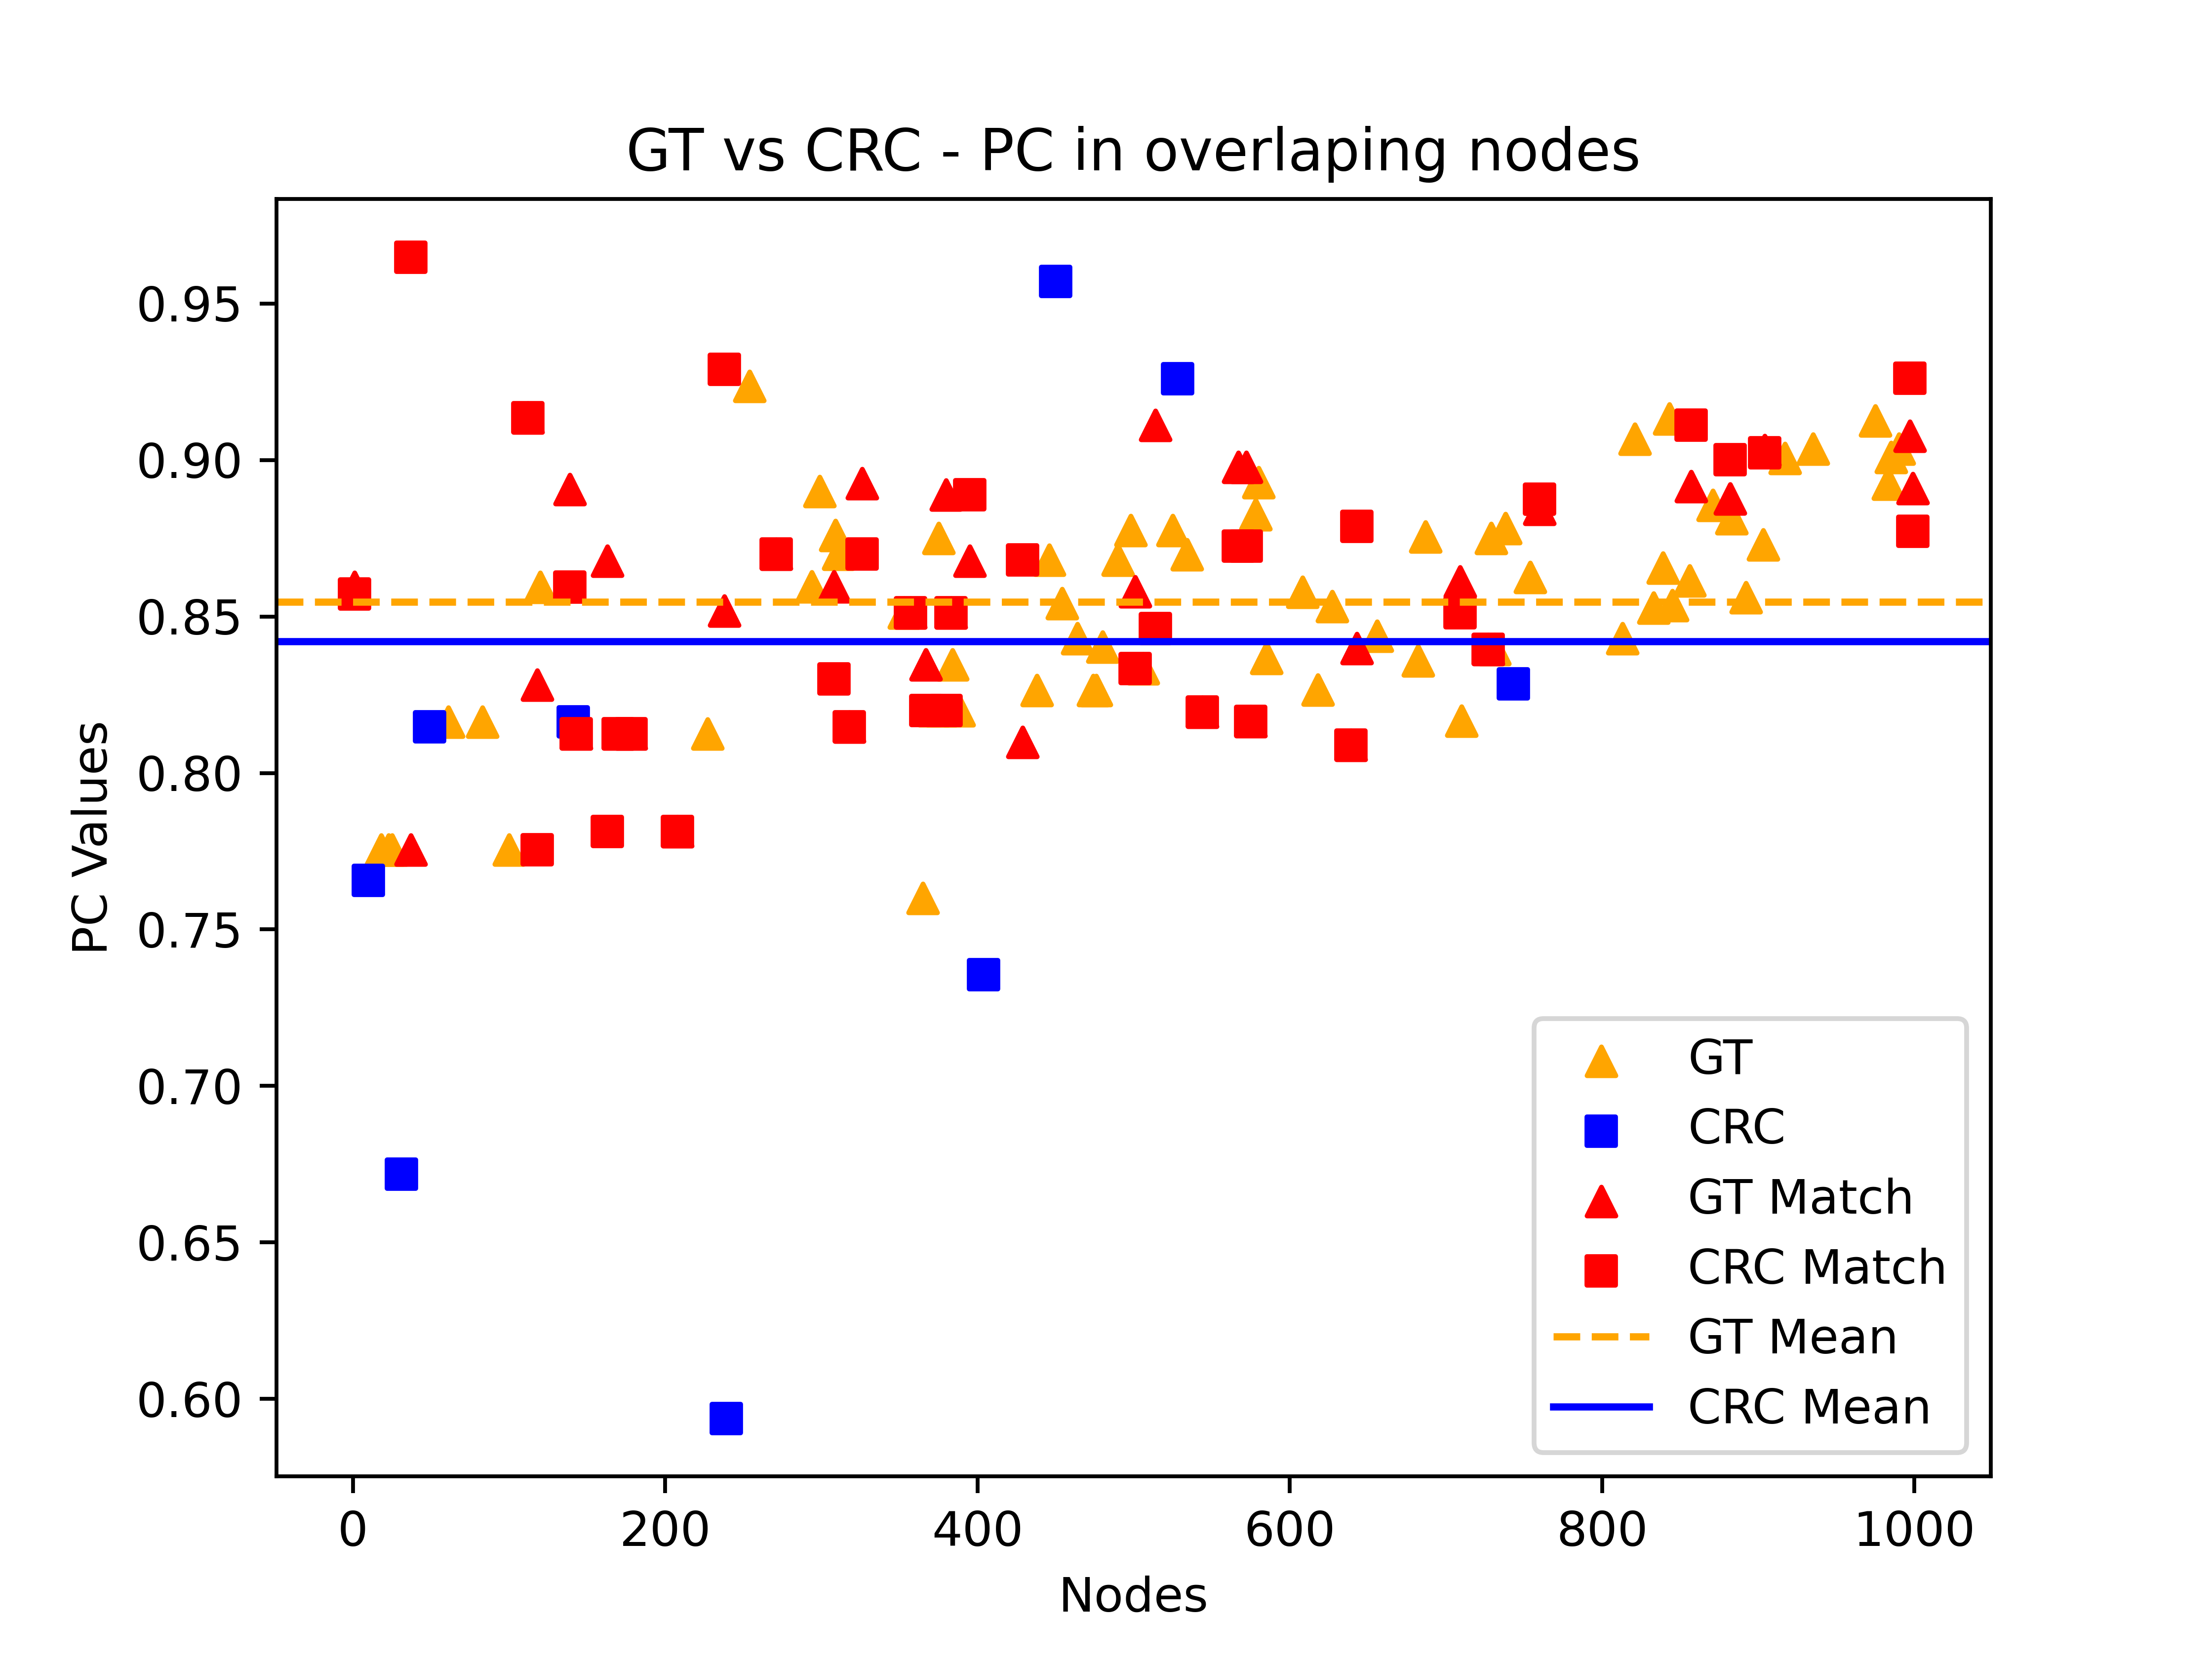 GT vs CRC - PC in overlaping nodes
PC Values
0.95
0.90
0.85
0.80
0.75
0.70
0.65
0.60
0 200 400 600 800 1000
Nodes
GT
CRC
GT Match
CRC Match
GT Mean
CRC Mean